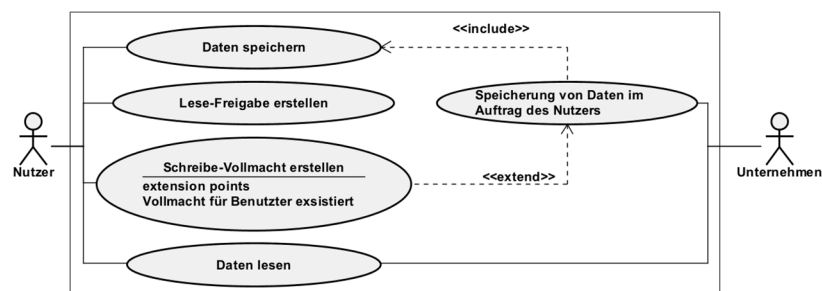 <<include>>
Daten speichern
Lese-Freigabe erstellen
Speicherung von Daten im
Auftrag des Nutzers
Schreibe-Vollmacht erstellen
extension points
Vollmacht für Benutzter exsistiert
<<extend>>
Nutzer
Unternehmen
Daten lesen